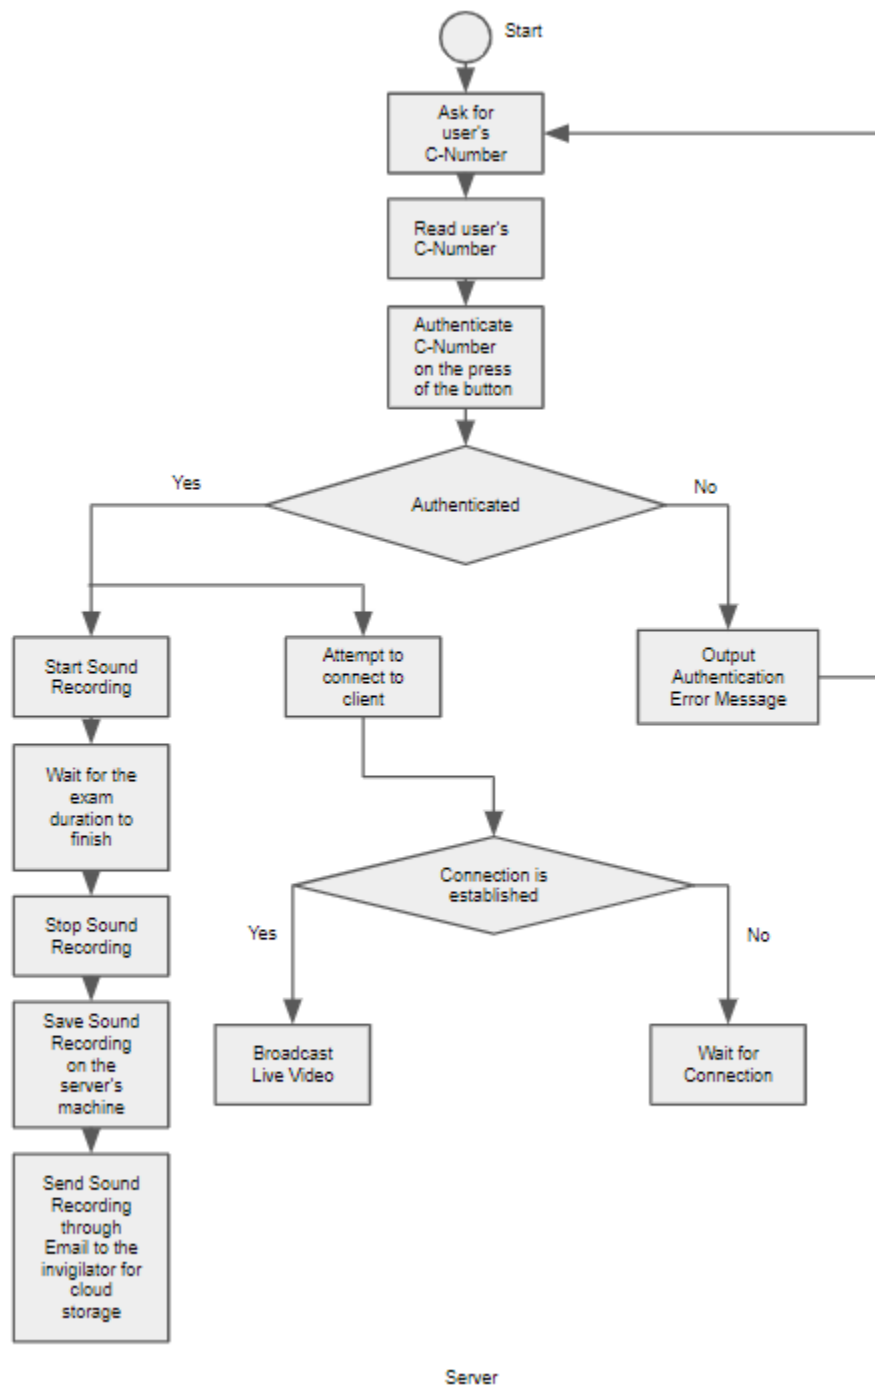 Start
Ask for
user's
C-Number
Read user's
C-Number
Authenticate
C-Number
on the press
of the button
Yes
No
Authenticated
Start Sound
Recording
Attempt to
connect to
client
Output
Authentication
Error Message
Wait for the
exam
duration to
finish
Connection is
established
Stop Sound
Recording
Yes
No
Save Sound
Recording
on the
server's
machine
Broadcast
Live Video
Wait for
Connection
Send Sound
Recording
through
Email to the
invigilator for
cloud
storage
Server